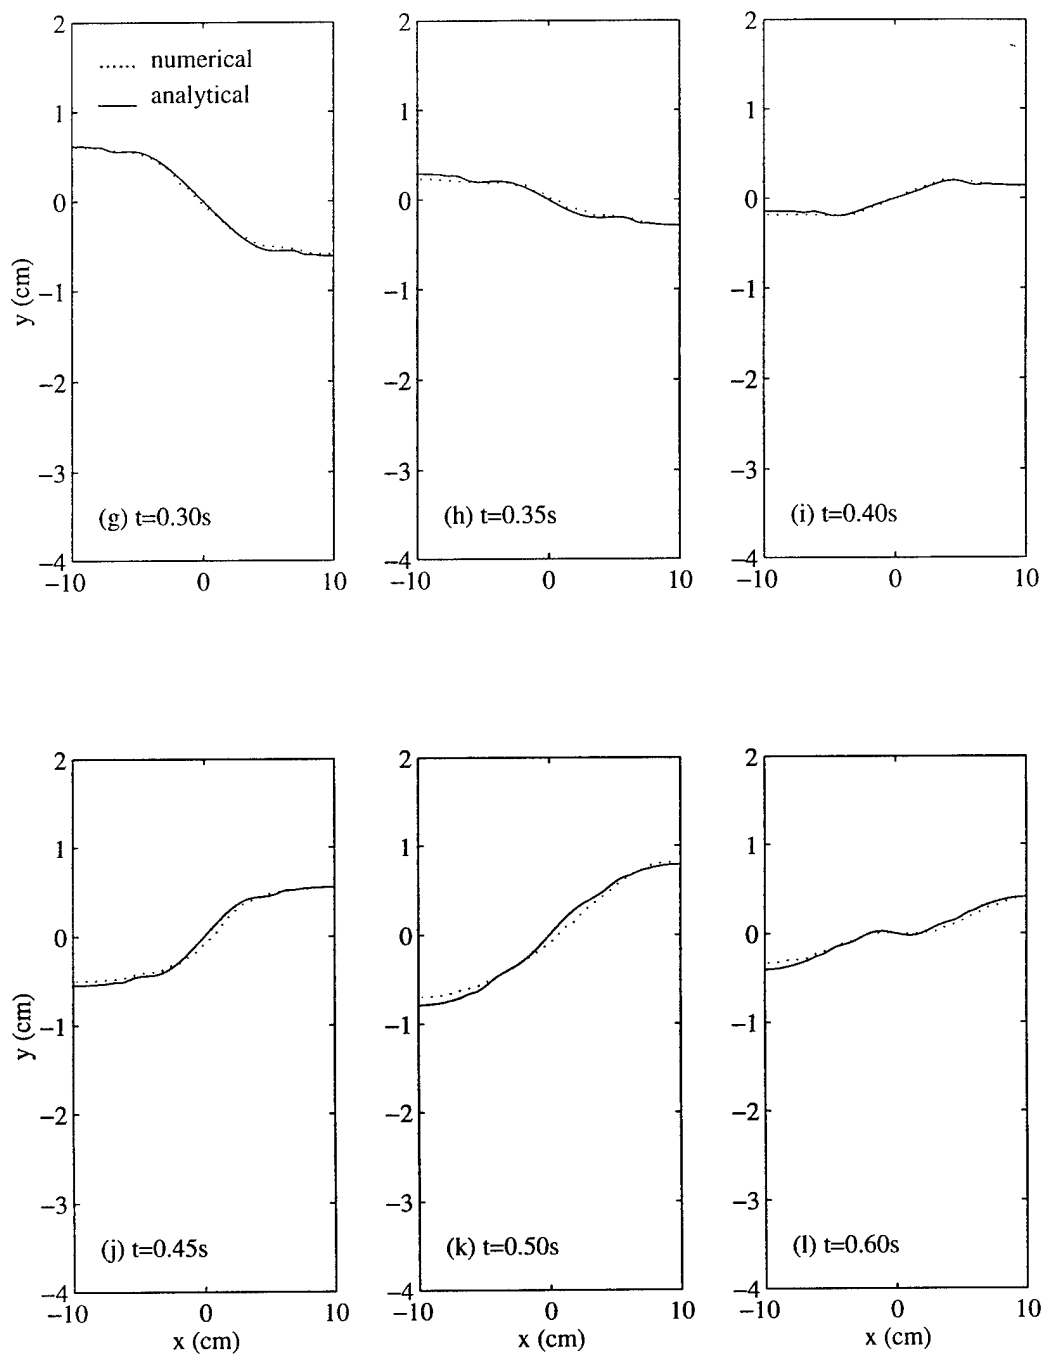 2
1
0
−1
−2
−3
−4
y (cm)
...... numerical
analytical
(g) t=0.30s
−10 0 10
2
1
0
−1
−2
−3
−4
(h) t=0.35s
−10 0 10
2
1
0
−1
−2
−3
−4
(i) t=0.40s
−10 0 10
2
1
0
−1
−2
−3
−4
y (cm)
(j) t=0.45s
−10 0 10
x (cm)
2
1
0
−1
−2
−3
−4
(k) t=0.50s
−10 0 10
x (cm)
2
1
0
−1
−2
−3
−4
(l) t=0.60s
−10 0 10
x (cm)